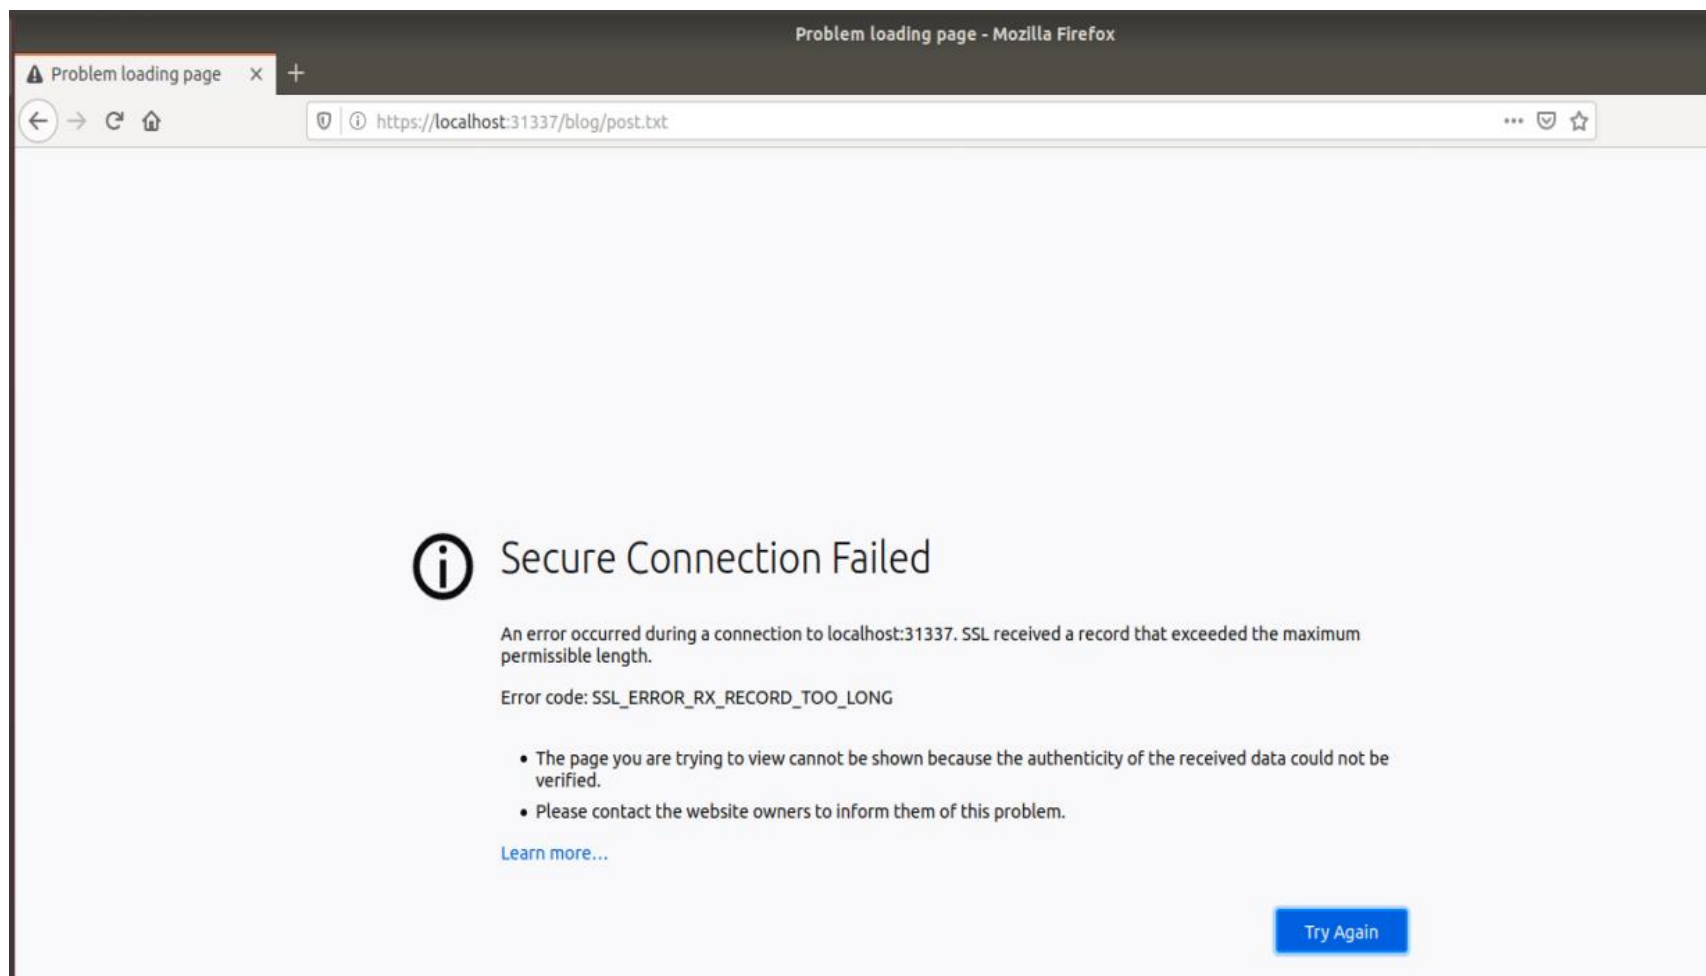 Problem loading page - Mozilla Firefox
Problem loading page
https://localhost:31337/blog/post.txt
Secure Connection Failed
An error occurred during a connection to localhost:31337. SSL received a record that exceeded the maximum
permissible length.
Error code: SSL_ERROR_RX_RECORD_TOO_LONG
• The page you are trying to view cannot be shown because the authenticity of the received data could not be
verified.
• Please contact the website owners to inform them of this problem.
Learn more…
Try Again